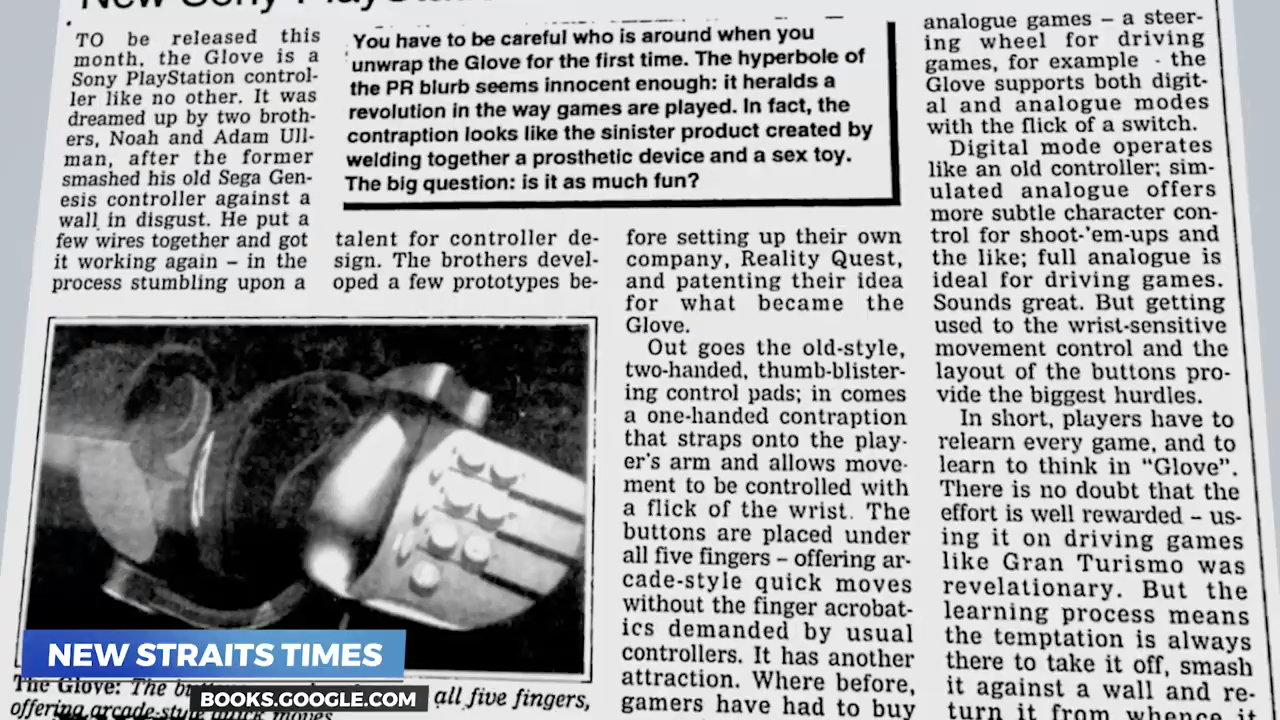 New Sony
TO be released this
month, the Glove is a
Sony PlayStation control-
ler like no other. It was
dreamed up by two broth-
ers, Noah and Adam Ull-
man, after the former
smashed his old Sega Gen-
esis controller against a
wall in disgust. He put a
few wires together and got
it working again – in the
process stumbling upon a
You have to be careful who is around when you
unwrap the Glove for the first time. The hyperbole of
the PR blurb seems innocent enough: it heralds a
revolution in the way games are played. In fact, the
contraption looks like the sinister product created by
welding together a prosthetic device and a sex toy.
The big question: is it as much fun?
talent for controller de-
sign. The brothers devel-
oped a few prototypes be-
fore setting up their own
company, Reality Quest,
and patenting their idea
for what became the
Glove.
Out goes the old-style,
two-handed, thumb-blister-
ing control pads; in comes
a one-handed contraption
that straps onto the play-
er's arm and allows move-
ment to be controlled with
a flick of the wrist. The
buttons are placed under
all five fingers – offering ar-
cade-style quick moves
without the finger acrobat-
ics demanded by usual
controllers. It has another
attraction. Where before,
gamers have had to buy
analogue games – a steer-
ing wheel for driving
games, for example - the
Glove supports both digit-
al and analogue modes
with the flick of a switch.
Digital mode operates
like an old controller; sim-
ulated analogue offers
more subtle character con-
trol for shoot-'em-ups and
the like; full analogue is
ideal for driving games.
Sounds great. But getting
used to the wrist-sensitive
movement control and the
layout of the buttons pro-
vide the biggest hurdles.
In short, players have to
relearn every game, and to
learn to think in “Glove”.
There is no doubt that the
effort is well rewarded – us-
ing it on driving games
like Gran Turismo was
revelationary. But the
learning process means
the temptation is always
there to take it off, smash
it against a wall and re-
turn it from whence it
The Glove: The all five fingers,
offering arcade-style quick moves
NEW STRAITS TIMES
BOOKS.GOOGLE.COM